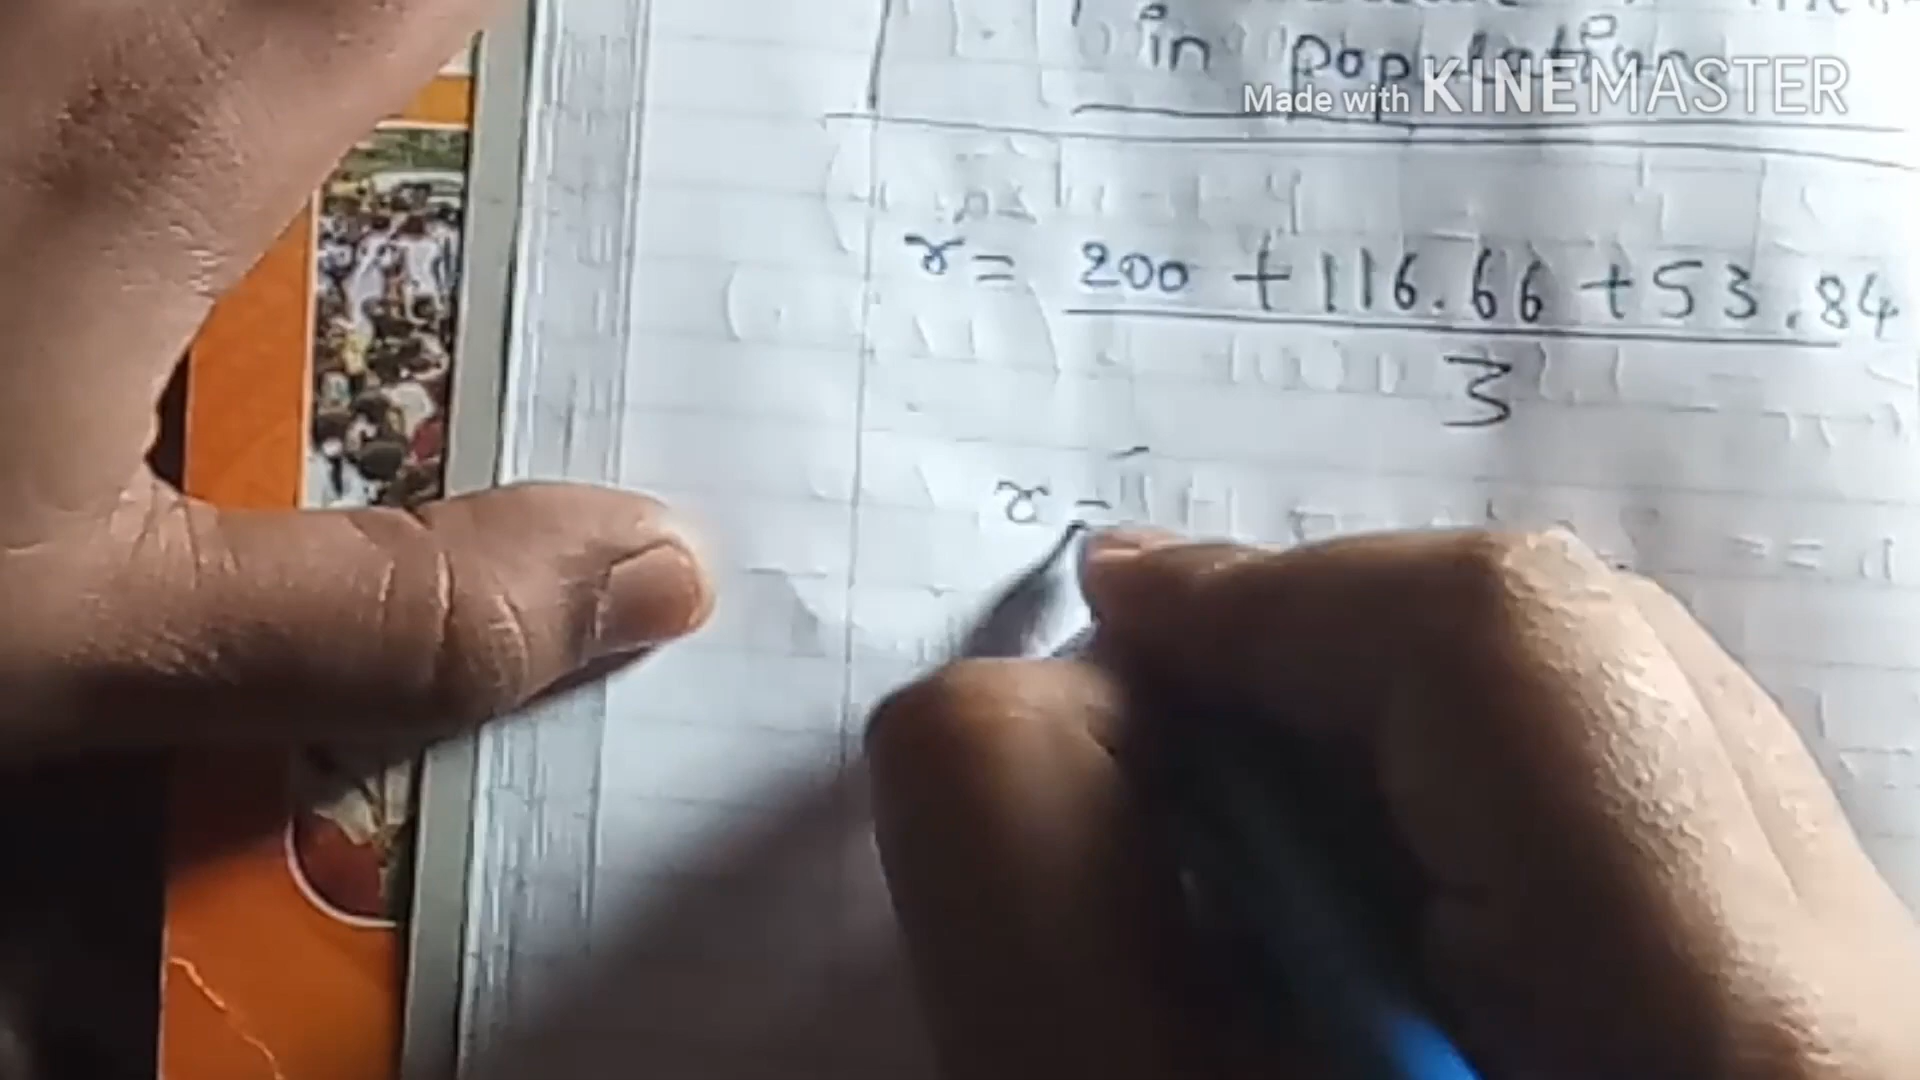 in population
Made with KINEMASTER
r = 200 + 116.66 + 53.84
3
r =